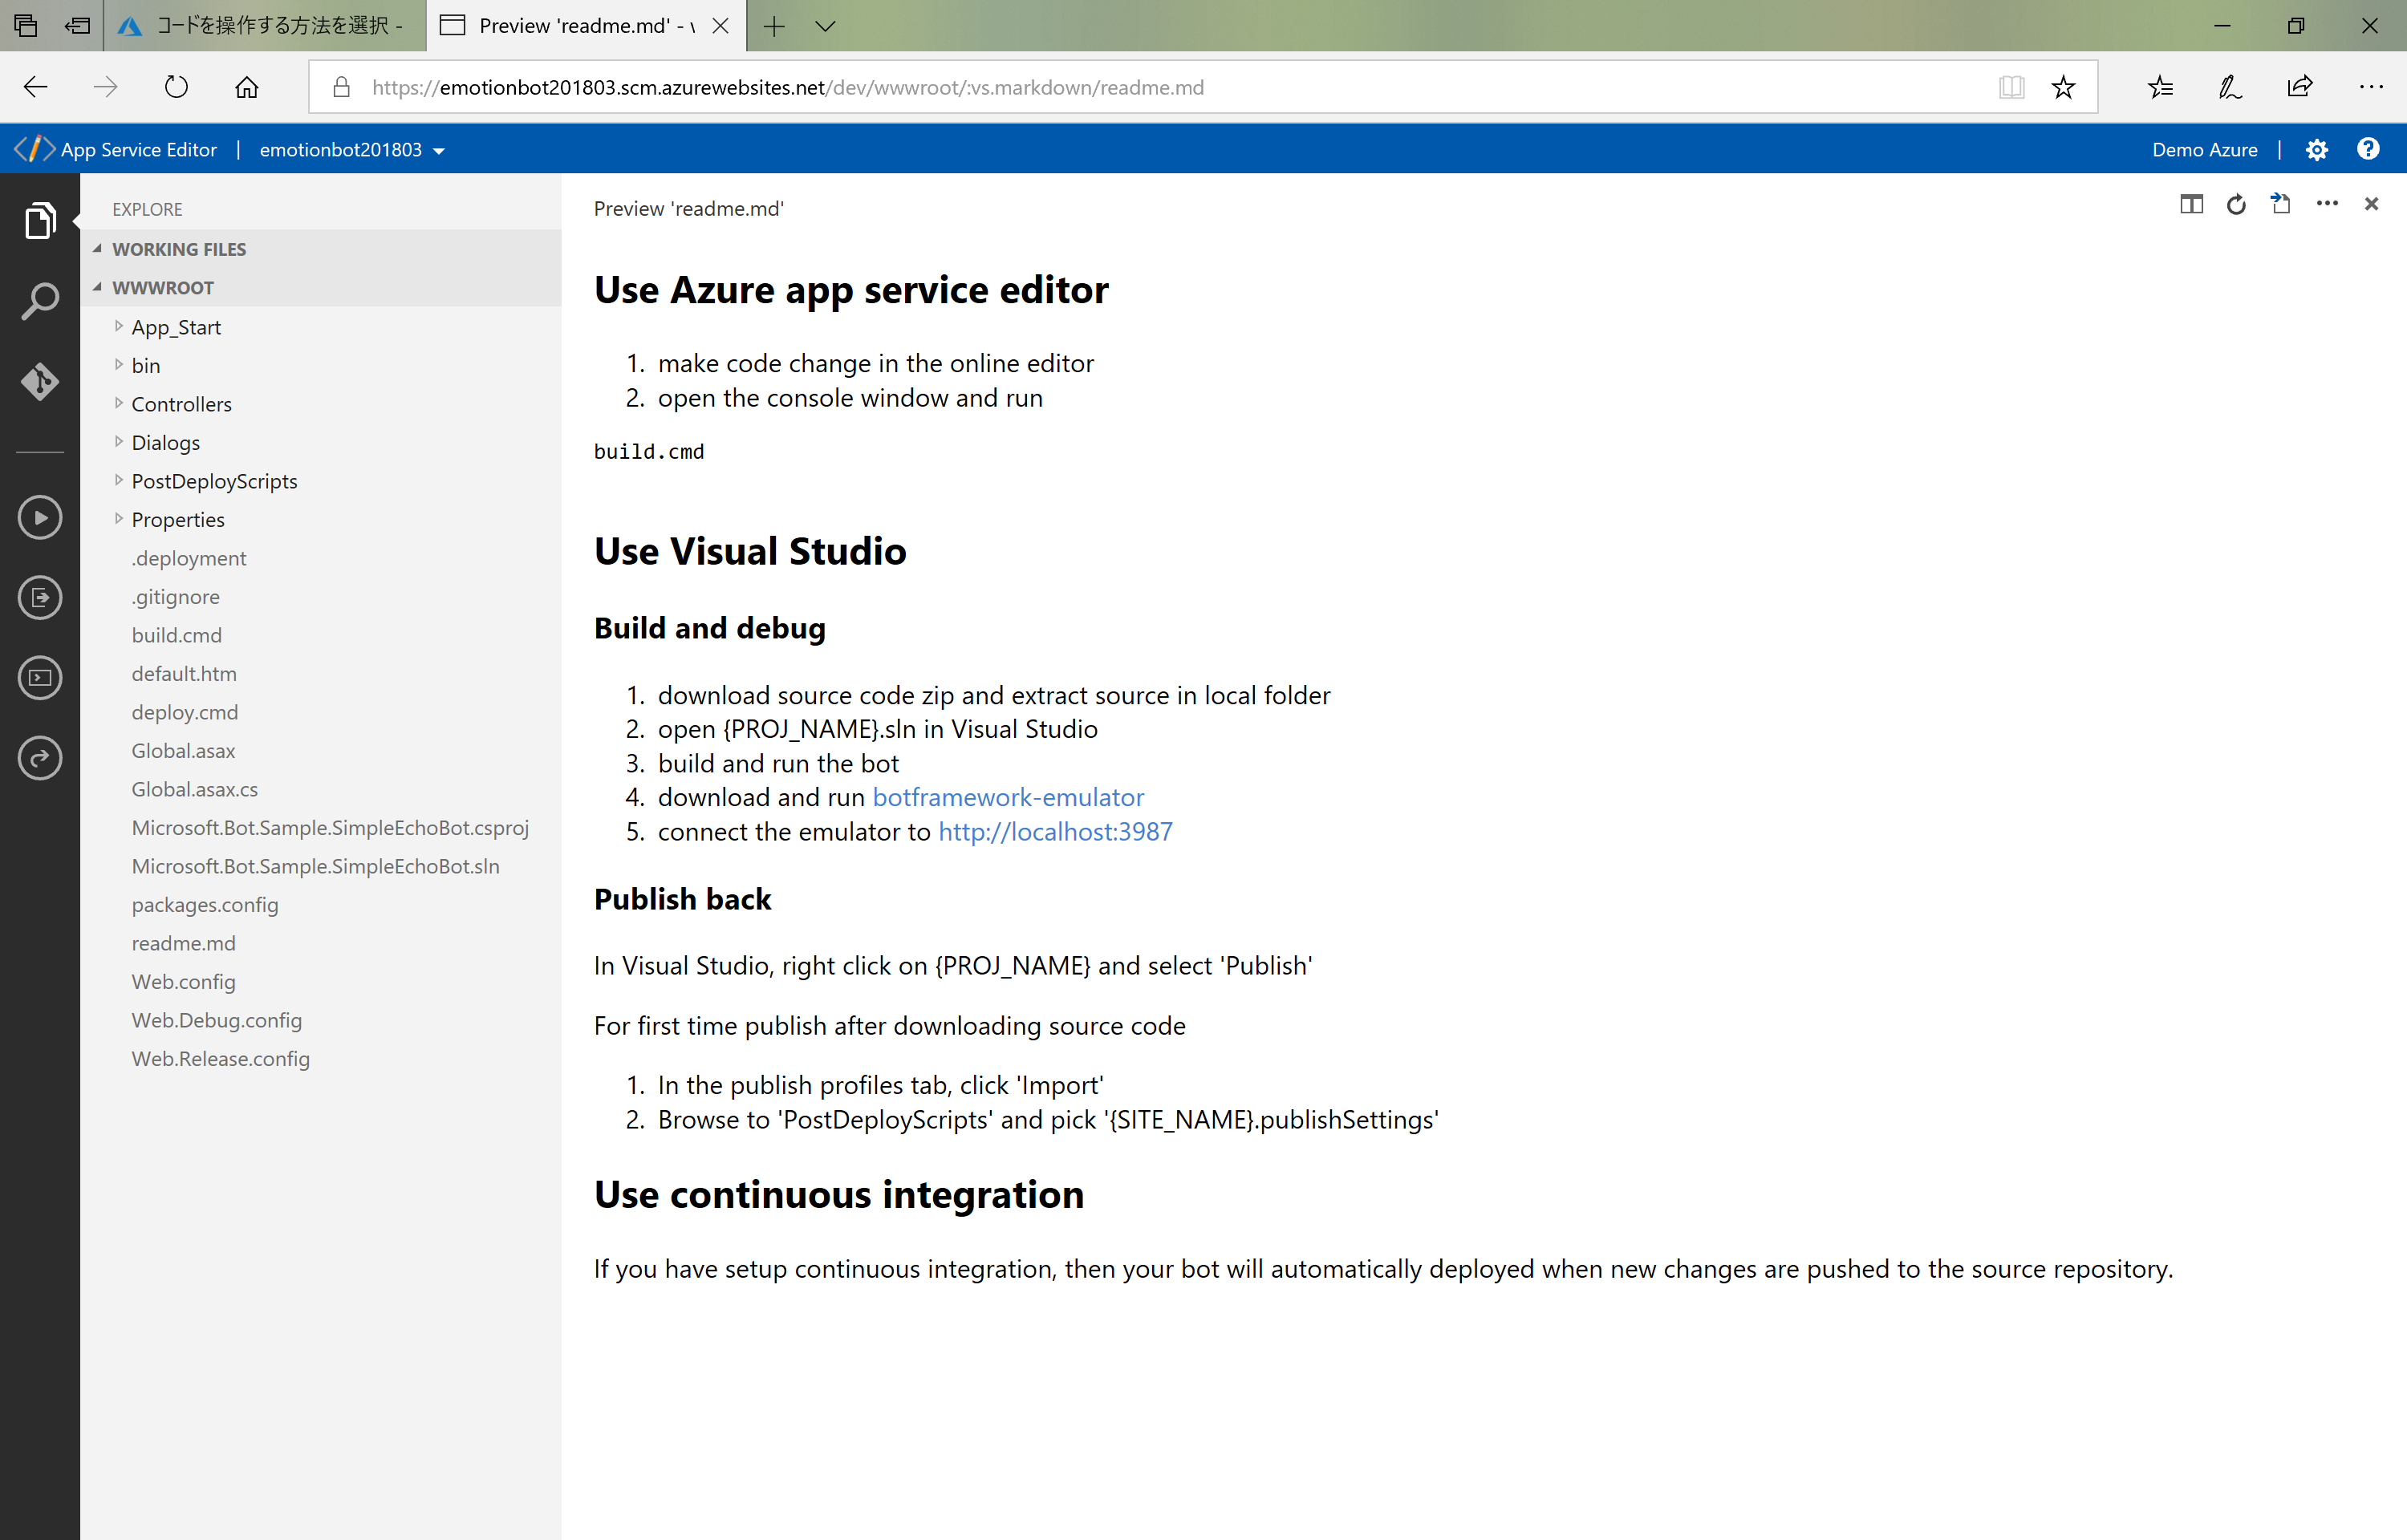 コードを操作する方法を選択 -
Preview 'readme.md' - v
https://emotionbot201803.scm.azurewebsites.net/dev/wwwroot/:vs.markdown/readme.md
App Service Editor | emotionbot201803
Demo Azure |
EXPLORE
WORKING FILES
WWWROOT
App_Start
bin
Controllers
Dialogs
PostDeployScripts
Properties
.deployment
.gitignore
build.cmd
default.htm
deploy.cmd
Global.asax
Global.asax.cs
Microsoft.Bot.Sample.SimpleEchoBot.csproj
Microsoft.Bot.Sample.SimpleEchoBot.sln
packages.config
readme.md
Web.config
Web.Debug.config
Web.Release.config
Preview 'readme.md'
Use Azure app service editor
1. make code change in the online editor
2. open the console window and run
build.cmd
Use Visual Studio
Build and debug
1. download source code zip and extract source in local folder
2. open {PROJ_NAME}.sln in Visual Studio
3. build and run the bot
4. download and run botframework-emulator
5. connect the emulator to http://localhost:3987
Publish back
In Visual Studio, right click on {PROJ_NAME} and select 'Publish'
For first time publish after downloading source code
1. In the publish profiles tab, click 'Import'
2. Browse to 'PostDeployScripts' and pick '{SITE_NAME}.publishSettings'
Use continuous integration
If you have setup continuous integration, then your bot will automatically deployed when new changes are pushed to the source repository.